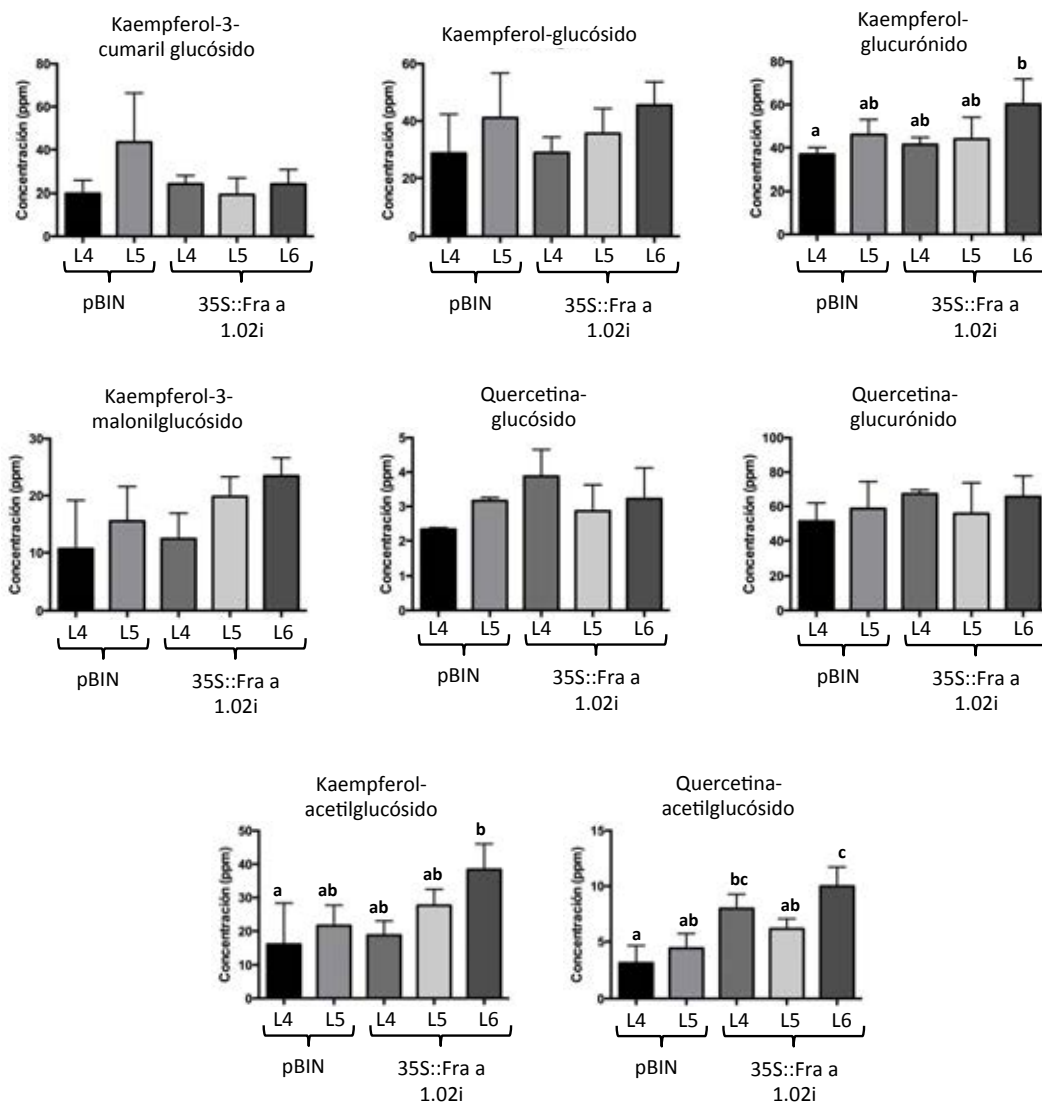 Kaempferol-3-
cumaril glucósido
Concentración (ppm)
80
60
40
20
0
L4 L5 L4 L5 L6
pBIN 35S::Fra a
1.02i
Kaempferol-glucósido
Concentración (ppm)
60
40
20
0
L4 L5 L4 L5 L6
pBIN 35S::Fra a
1.02i
Kaempferol-
glucurónido
Concentración (ppm)
80
60
40
20
0
a ab ab ab b
L4 L5 L4 L5 L6
pBIN 35S::Fra a
1.02i
Kaempferol-3-
malonilglucósido
Concentración (ppm)
30
20
10
0
L4 L5 L4 L5 L6
pBIN 35S::Fra a
1.02i
Quercetina-
glucósido
Concentración (ppm)
5
4
3
2
1
0
L4 L5 L4 L5 L6
pBIN 35S::Fra a
1.02i
Quercetina-
glucurónido
Concentración (ppm)
100
80
60
40
20
0
L4 L5 L4 L5 L6
pBIN 35S::Fra a
1.02i
Kaempferol-
acetilglucósido
Concentración (ppm)
50
40
30
20
10
0
a ab ab ab b
L4 L5 L4 L5 L6
pBIN 35S::Fra a
1.02i
Quercetina-
acetilglucósido
Concentración (ppm)
15
10
5
0
a ab bc ab c
L4 L5 L4 L5 L6
pBIN 35S::Fra a
1.02i